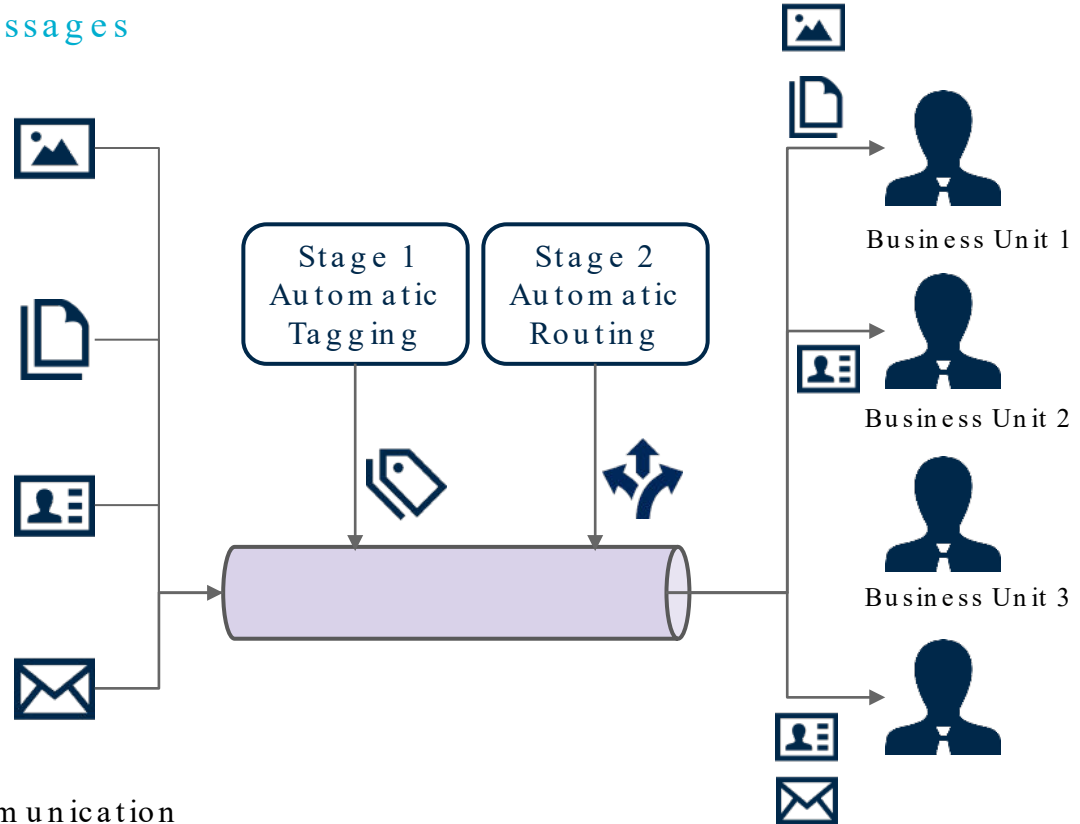 ssages
Stage 1
Automatic
Tagging
Stage 2
Automatic
Routing
Business Unit 1
Business Unit 2
Business Unit 3
munication